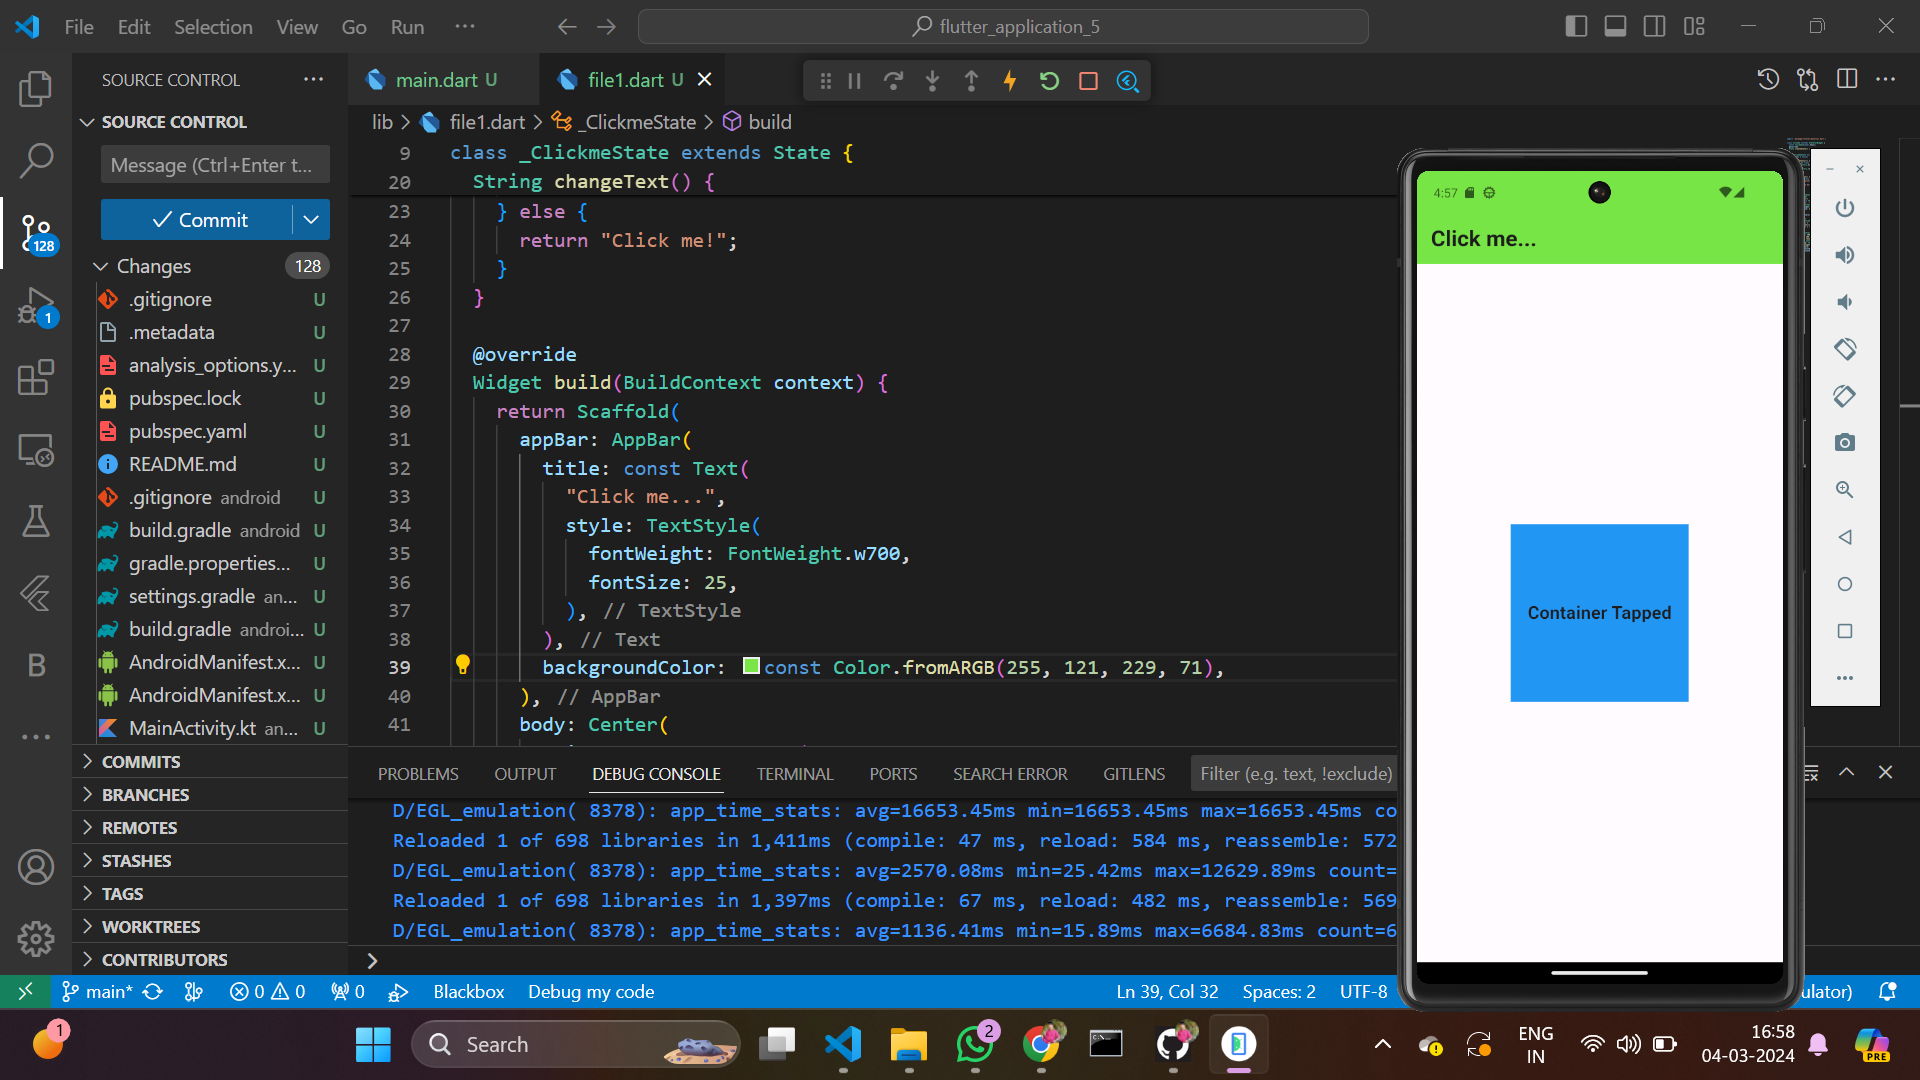 File Edit Selection View Go Run ...
flutter_application_5
SOURCE CONTROL
main.dart U
file1.dart U
SOURCE CONTROL
lib > file1.dart > _ClickmeState > build
Message (Ctrl+Enter t...
Commit
Changes 128
.gitignore U
.metadata U
analysis_options.y... U
pubspec.lock U
pubspec.yaml U
README.md U
.gitignore android U
build.gradle android U
gradle.properties... U
settings.gradle an... U
build.gradle androi... U
AndroidManifest.x... U
AndroidManifest.x... U
MainActivity.kt an... U
COMMITS
BRANCHES
REMOTES
STASHES
TAGS
WORKTREES
CONTRIBUTORS
128
1
B
9 class _ClickmeState extends State {
20 String changeText() {
23 } else {
24 return "Click me!";
25 }
26 }
27
28 @override
29 Widget build(BuildContext context) {
30 return Scaffold(
31 appBar: AppBar(
32 title: const Text(
33 "Click me...",
34 style: TextStyle(
35 fontWeight: FontWeight.w700,
36 fontSize: 25,
37 ), // TextStyle
38 ), // Text
39 backgroundColor: const Color.fromARGB(255, 121, 229, 71),
40 ), // AppBar
41 body: Center(
PROBLEMS OUTPUT DEBUG CONSOLE TERMINAL PORTS SEARCH ERROR GITLENS Filter (e.g. text, !exclude)
D/EGL_emulation( 8378): app_time_stats: avg=16653.45ms min=16653.45ms max=16653.45ms co
Reloaded 1 of 698 libraries in 1,411ms (compile: 47 ms, reload: 584 ms, reassemble: 572
D/EGL_emulation( 8378): app_time_stats: avg=2570.08ms min=25.42ms max=12629.89ms count=
Reloaded 1 of 698 libraries in 1,397ms (compile: 67 ms, reload: 482 ms, reassemble: 569
D/EGL_emulation( 8378): app_time_stats: avg=1136.41ms min=15.89ms max=6684.83ms count=6
>
4:57
Click me...
Container Tapped
main* 0 0 0 Blackbox Debug my code Ln 39, Col 32 Spaces: 2 UTF-8 ulator)
1
Search
2
ENG
IN
16:58
04-03-2024
PRE